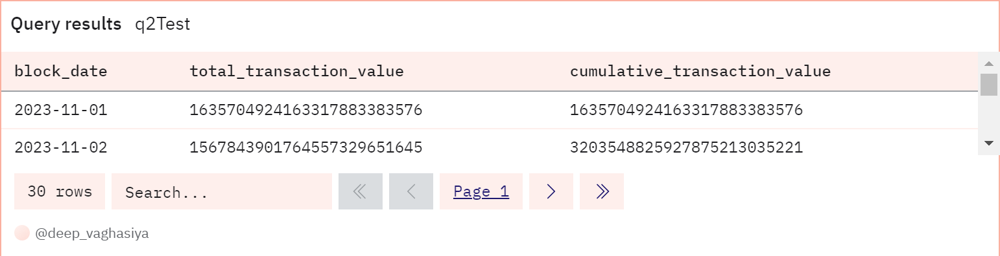 Query results q2Test
block_date total_transaction_value cumulative_transaction_value
2023-11-01 1635704924163317883383576 1635704924163317883383576
2023-11-02 1567843901764557329651645 3203548825927875213035221
30 rows Search... Page 1
@deep_vaghasiya